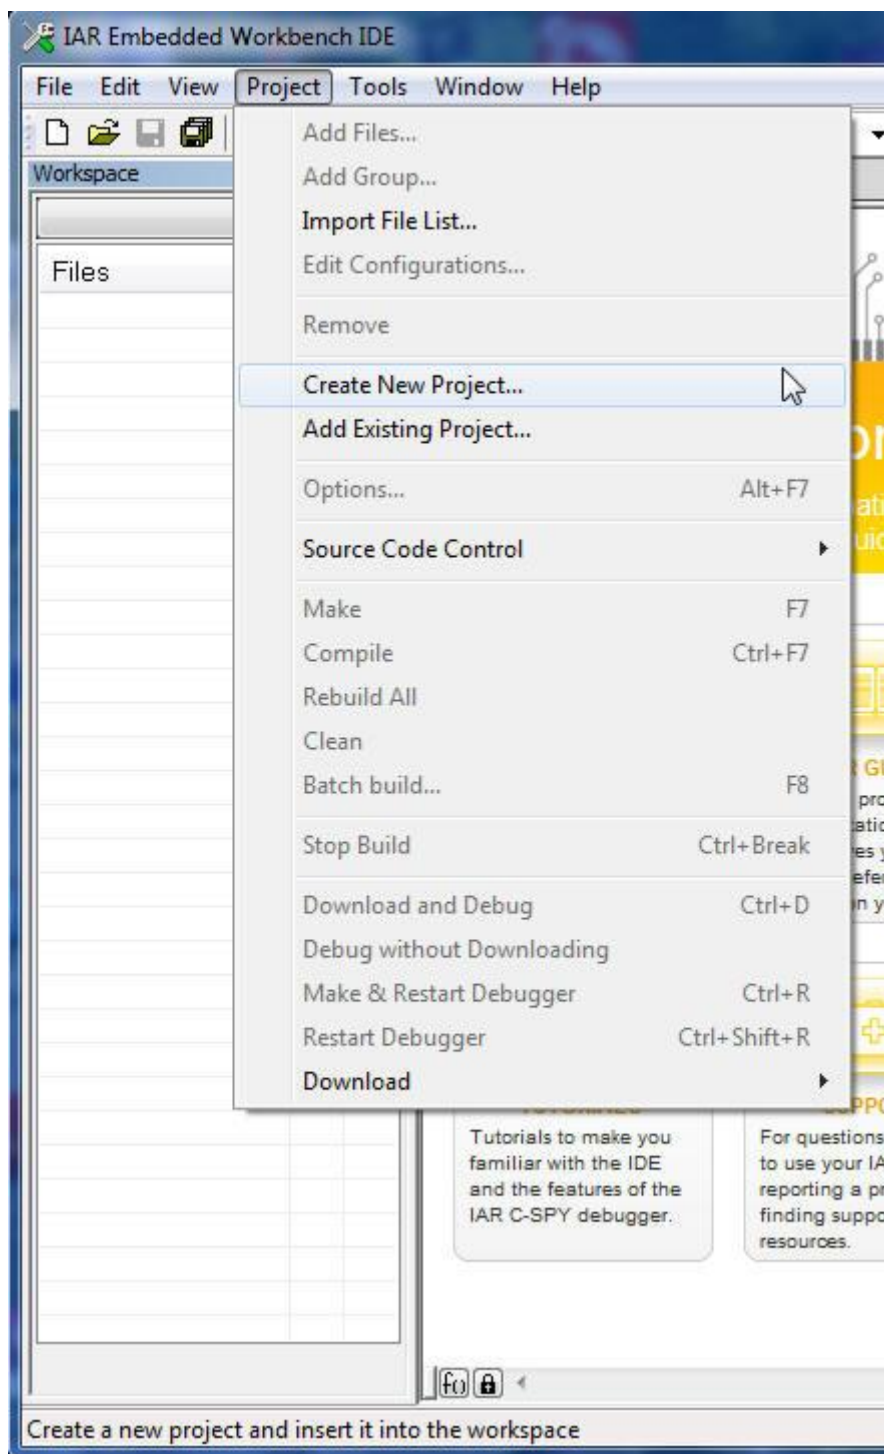 IAR Embedded Workbench IDE
File Edit View Project Tools Window Help
Workspace
Files
Add Files...
Add Group...
Import File List...
Edit Configurations...
Remove
Create New Project...
Add Existing Project...
Options... Alt+F7
Source Code Control
Make F7
Compile Ctrl+F7
Rebuild All
Clean
Batch build... F8
Stop Build Ctrl+Break
Download and Debug Ctrl+D
Debug without Downloading
Make & Restart Debugger Ctrl+R
Restart Debugger Ctrl+Shift+R
Download
Tutorials to make you
familiar with the IDE
and the features of the
IAR C-SPY debugger.
For questions
to use your
reporting a
finding
resources.
Create a new project and insert it into the workspace